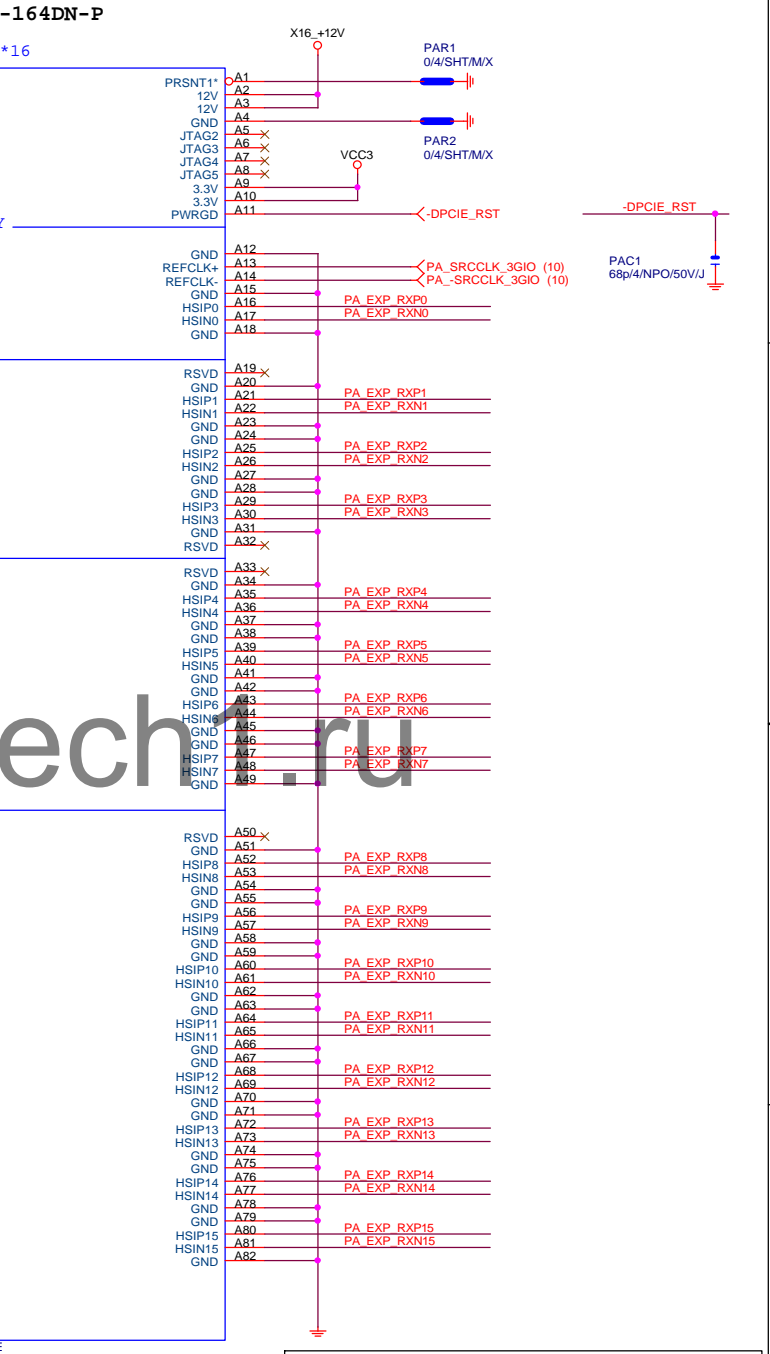 -164DN-P
*16
X16_+12V
PAR1
0/4/SHT/M/X
PRSNT1* A1
12V A2
12V A3
GND A4
JTAG2 A5
JTAG3 A6
JTAG4 A7
JTAG5 A8
3.3V A9
3.3V A10
PWRGD A11 -DPCIE_RST
PAR2
0/4/SHT/M/X
VCC3
-DPCIE_RST
PAC1
68p/4/NPO/50V/J
Y
GND A12
REFCLK+ A13 PA_SRCCLK_3GIO (10)
REFCLK- A14 PA_-SRCCLK_3GIO (10)
GND A15
HSIP0 A16 PA_EXP_RXP0
HSIN0 A17 PA_EXP_RXN0
GND A18
RSVD A19
GND A20
HSIP1 A21 PA_EXP_RXP1
HSIN1 A22 PA_EXP_RXN1
GND A23
GND A24
HSIP2 A25 PA_EXP_RXP2
HSIN2 A26 PA_EXP_RXN2
GND A27
GND A28
HSIP3 A29 PA_EXP_RXP3
HSIN3 A30 PA_EXP_RXN3
GND A31
RSVD A32
RSVD A33
GND A34
HSIP4 A35 PA_EXP_RXP4
HSIN4 A36 PA_EXP_RXN4
GND A37
GND A38
HSIP5 A39 PA_EXP_RXP5
HSIN5 A40 PA_EXP_RXN5
GND A41
GND A42
HSIP6 A43 PA_EXP_RXP6
HSIN6 A44 PA_EXP_RXN6
GND A45
GND A46
HSIP7 A47 PA_EXP_RXP7
HSIN7 A48 PA_EXP_RXN7
GND A49
ech1.ru
RSVD A50
GND A51
HSIP8 A52 PA_EXP_RXP8
HSIN8 A53 PA_EXP_RXN8
GND A54
GND A55
HSIP9 A56 PA_EXP_RXP9
HSIN9 A57 PA_EXP_RXN9
GND A58
GND A59
HSIP10 A60 PA_EXP_RXP10
HSIN10 A61 PA_EXP_RXN10
GND A62
GND A63
HSIP11 A64 PA_EXP_RXP11
HSIN11 A65 PA_EXP_RXN11
GND A66
GND A67
HSIP12 A68 PA_EXP_RXP12
HSIN12 A69 PA_EXP_RXN12
GND A70
GND A71
HSIP13 A72 PA_EXP_RXP13
HSIN13 A73 PA_EXP_RXN13
GND A74
GND A75
HSIP14 A76 PA_EXP_RXP14
HSIN14 A77 PA_EXP_RXN14
GND A78
GND A79
HSIP15 A80 PA_EXP_RXP15
HSIN15 A81 PA_EXP_RXN15
GND A82